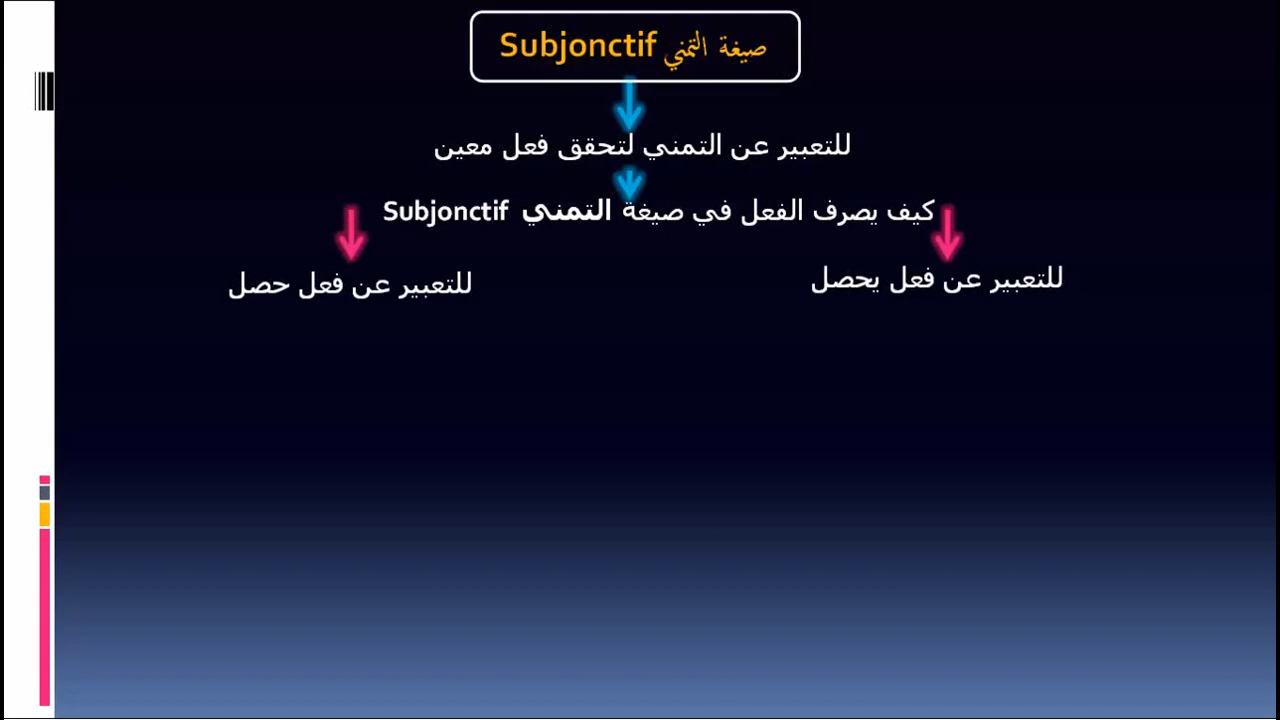 صيغة التمني Subjonctif
للتعبير عن التمني لتحقق فعل معين
كيف يصرف الفعل في صيغة التمني Subjonctif
للتعبير عن فعل يحصل
للتعبير عن فعل حصل